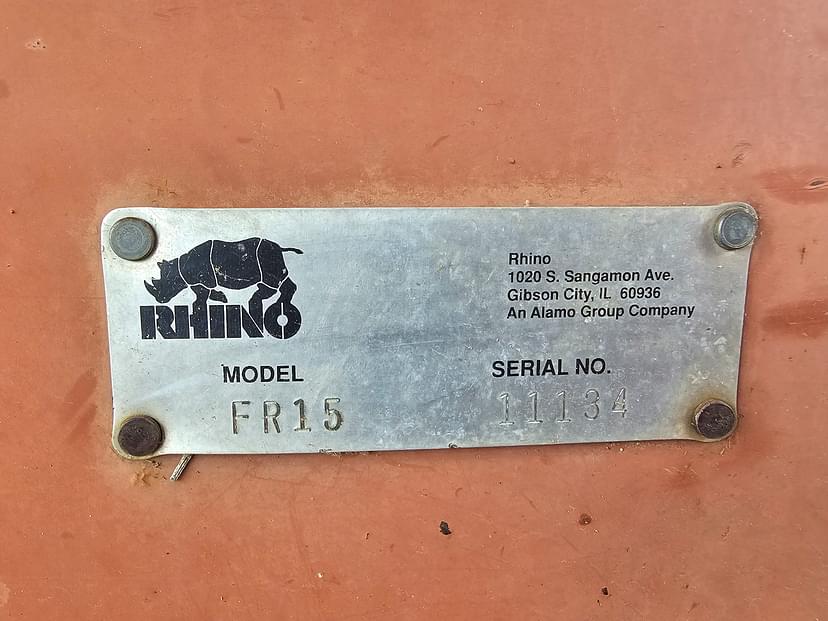 RHINO
Rhino
1020 S. Sangamon Ave.
Gibson City, IL 60936
An Alamo Group Company
MODEL
SERIAL NO.
FR15
11134